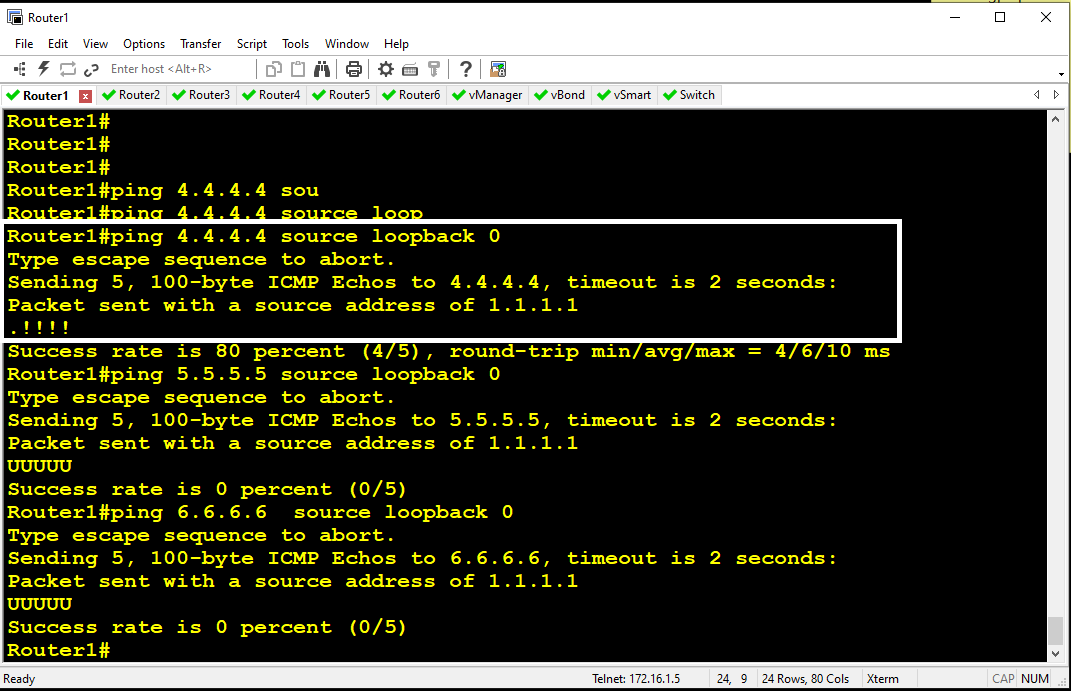 Router1
File Edit View Options Transfer Script Tools Window Help
Enter host <Alt+R>
Router1 Router2 Router3 Router4 Router5 Router6 vManager vBond vSmart Switch
Router1#
Router1#
Router1#
Router1#ping 4.4.4.4 sou
Router1#ping 4.4.4.4 source loop
Router1#ping 4.4.4.4 source loopback 0
Type escape sequence to abort.
Sending 5, 100-byte ICMP Echos to 4.4.4.4, timeout is 2 seconds:
Packet sent with a source address of 1.1.1.1
.!!!!
Success rate is 80 percent (4/5), round-trip min/avg/max = 4/6/10 ms
Router1#ping 5.5.5.5 source loopback 0
Type escape sequence to abort.
Sending 5, 100-byte ICMP Echos to 5.5.5.5, timeout is 2 seconds:
Packet sent with a source address of 1.1.1.1
UUUUU
Success rate is 0 percent (0/5)
Router1#ping 6.6.6.6  source loopback 0
Type escape sequence to abort.
Sending 5, 100-byte ICMP Echos to 6.6.6.6, timeout is 2 seconds:
Packet sent with a source address of 1.1.1.1
UUUUU
Success rate is 0 percent (0/5)
Router1#
Ready Telnet: 172.16.1.5 24, 9 24 Rows, 80 Cols Xterm CAP NUM